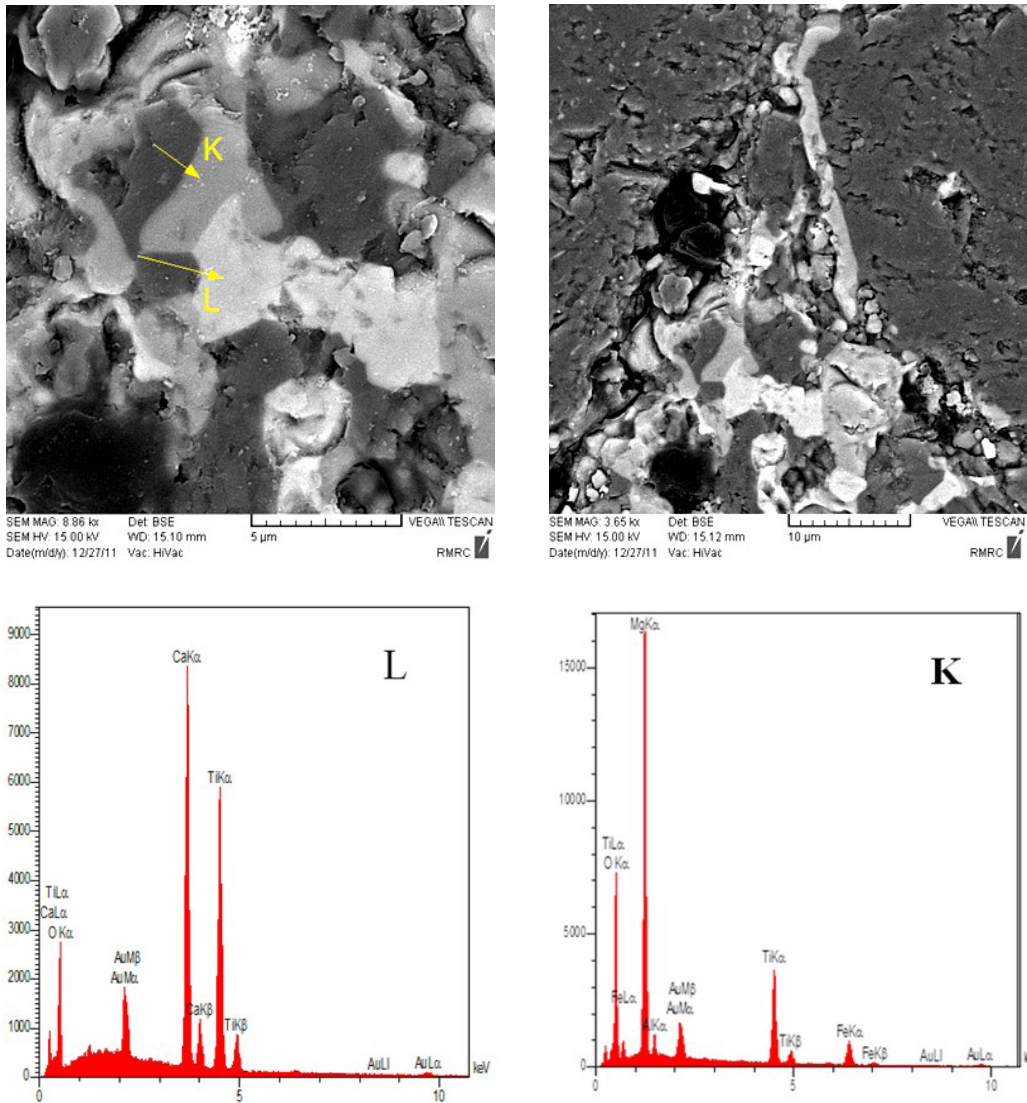 K
L
SEM MAG: 8.86 kx Det: BSE
SEM HV: 15.00 kV WD: 15.10 mm
Date(m/d/y): 12/27/11 Vac: HiVac
5 µm
VEGA\\ TESCAN
RMRC
SEM MAG: 3.65 kx Det: BSE
SEM HV: 15.00 kV WD: 15.12 mm
Date(m/d/y): 12/27/11 Vac: HiVac
10 µm
VEGA\\ TESCAN
RMRC
L
9000
8000
7000
6000
5000
4000
3000
2000
1000
0
CaKα
TiKα
TiLα
CaLα
O Kα
AuMβ
AuMα
CaKβ
TiKβ
AuLl
AuLα
keV
0
5
10
K
15000
10000
5000
0
MgKα
TiLα
O Kα
FeLα
AlKα
AuMβ
AuMα
TiKα
TiKβ
FeKα
FeKβ
AuLl
AuLα
0
5
10